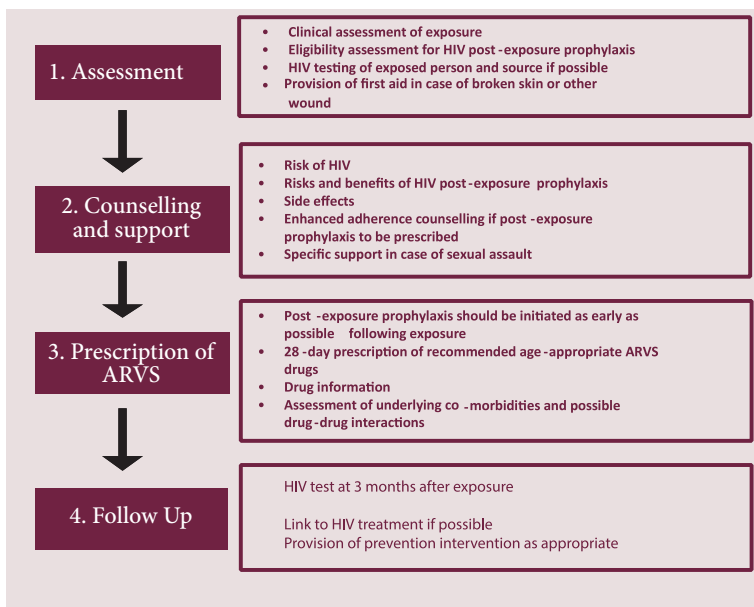 1. Assessment
• Clinical assessment of exposure
• Eligibility assessment for HIV post-exposure prophylaxis
• HIV testing of exposed person and source if possible
• Provision of first aid in case of broken skin or other
wound
2. Counselling
and support
• Risk of HIV
• Risks and benefits of HIV post-exposure prophylaxis
• Side effects
• Enhanced adherence counselling if post-exposure
prophylaxis to be prescribed
• Specific support in case of sexual assault
3. Prescription of
ARVS
• Post-exposure prophylaxis should be initiated as early as
possible following exposure
• 28-day prescription of recommended age-appropriate ARVS
drugs
• Drug information
• Assessment of underlying co-morbidities and possible
drug-drug interactions
4. Follow Up
HIV test at 3 months after exposure
Link to HIV treatment if possible
Provision of prevention intervention as appropriate